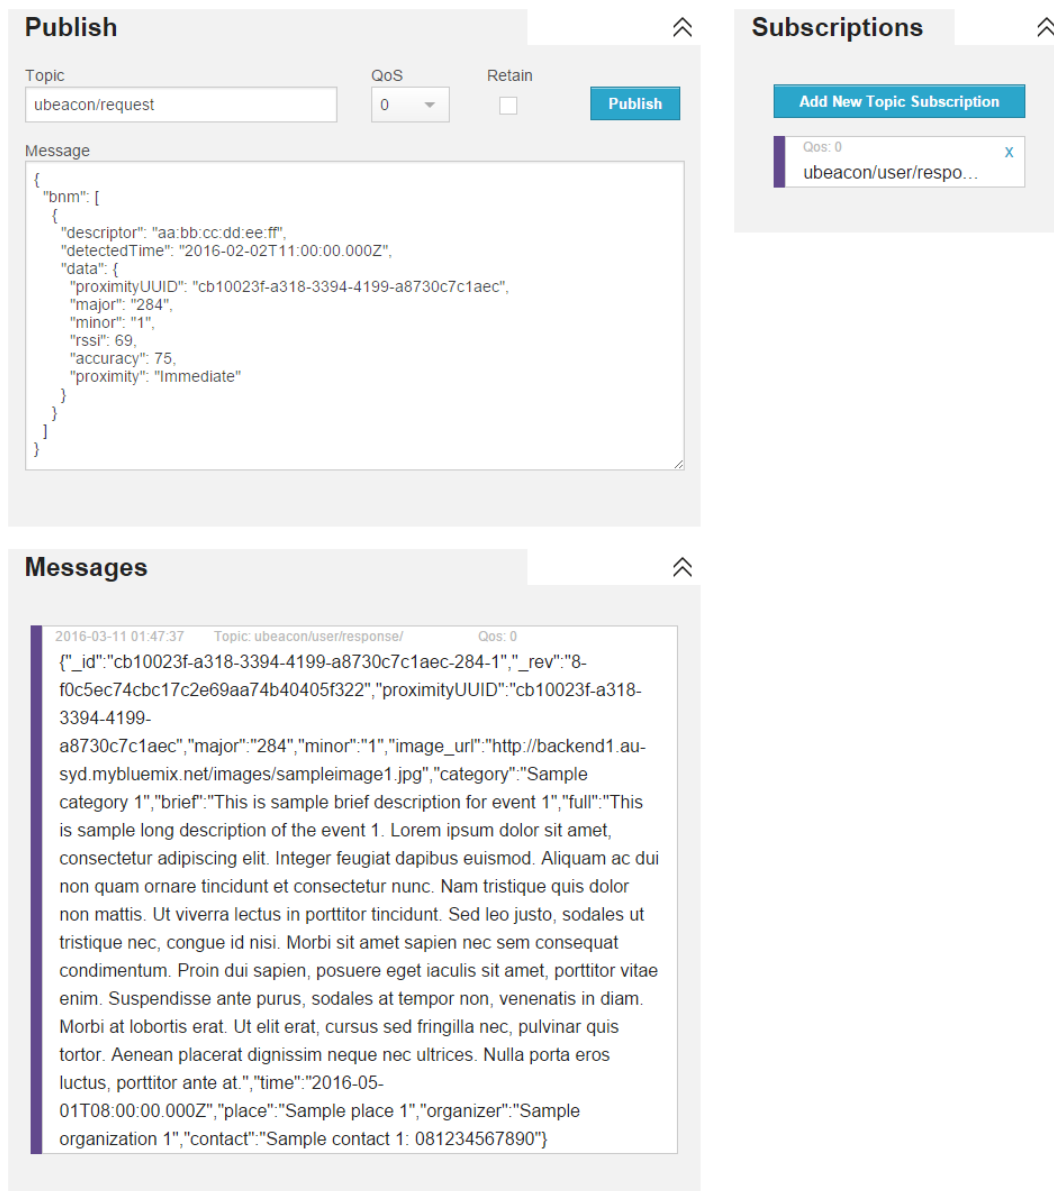 Publish
Topic
QoS
Retain
ubeacon/request
0
Publish
Message
{
"bnm": [
{
"descriptor": "aa:bb:cc:dd:ee:ff",
"detectedTime": "2016-02-02T11:00:00.000Z",
"data": {
"proximityUUID": "cb10023f-a318-3394-4199-a8730c7c1aec",
"major": "284",
"minor": "1",
"rssi": 69,
"accuracy": 75,
"proximity": "Immediate"
}
}
]
}
Subscriptions
Add New Topic Subscription
Qos: 0
X
ubeacon/user/respo...
Messages
2016-03-11 01:47:37 Topic: ubeacon/user/response/ Qos: 0
{"_id":"cb10023f-a318-3394-4199-a8730c7c1aec-284-1","_rev":"8-
f0c5ec74cbc17c2e69aa74b40405f322","proximityUUID":"cb10023f-a318-
3394-4199-
a8730c7c1aec","major":"284","minor":"1","image_url":"http://backend1.au-
syd.mybluemix.net/images/sampleimage1.jpg","category":"Sample
category 1","brief":"This is sample brief description for event 1","full":"This
is sample long description of the event 1. Lorem ipsum dolor sit amet,
consectetur adipiscing elit. Integer feugiat dapibus euismod. Aliquam ac dui
non quam ornare tincidunt et consectetur nunc. Nam tristique quis dolor
non mattis. Ut viverra lectus in porttitor tincidunt. Sed leo justo, sodales ut
tristique nec, congue id nisi. Morbi sit amet sapien nec sem consequat
condimentum. Proin dui sapien, posuere eget iaculis sit amet, porttitor vitae
enim. Suspendisse ante purus, sodales at tempor non, venenatis in diam.
Morbi at lobortis erat. Ut elit erat, cursus sed fringilla nec, pulvinar quis
tortor. Aenean placerat dignissim neque nec ultrices. Nulla porta eros
luctus, porttitor ante at.","time":"2016-05-
01T08:00:00.000Z","place":"Sample place 1","organizer":"Sample
organization 1","contact":"Sample contact 1: 081234567890"}